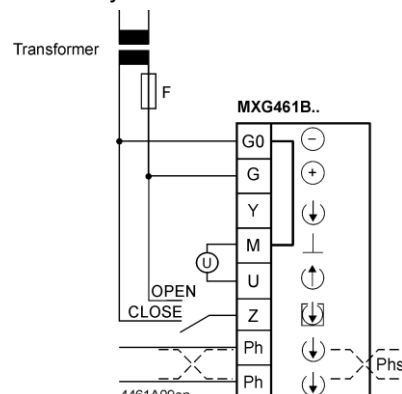 Transformer
F
MXG461B..
G0
G
Y
M
U
U
OPEN
CLOSE
Z
Ph
Phs
Ph